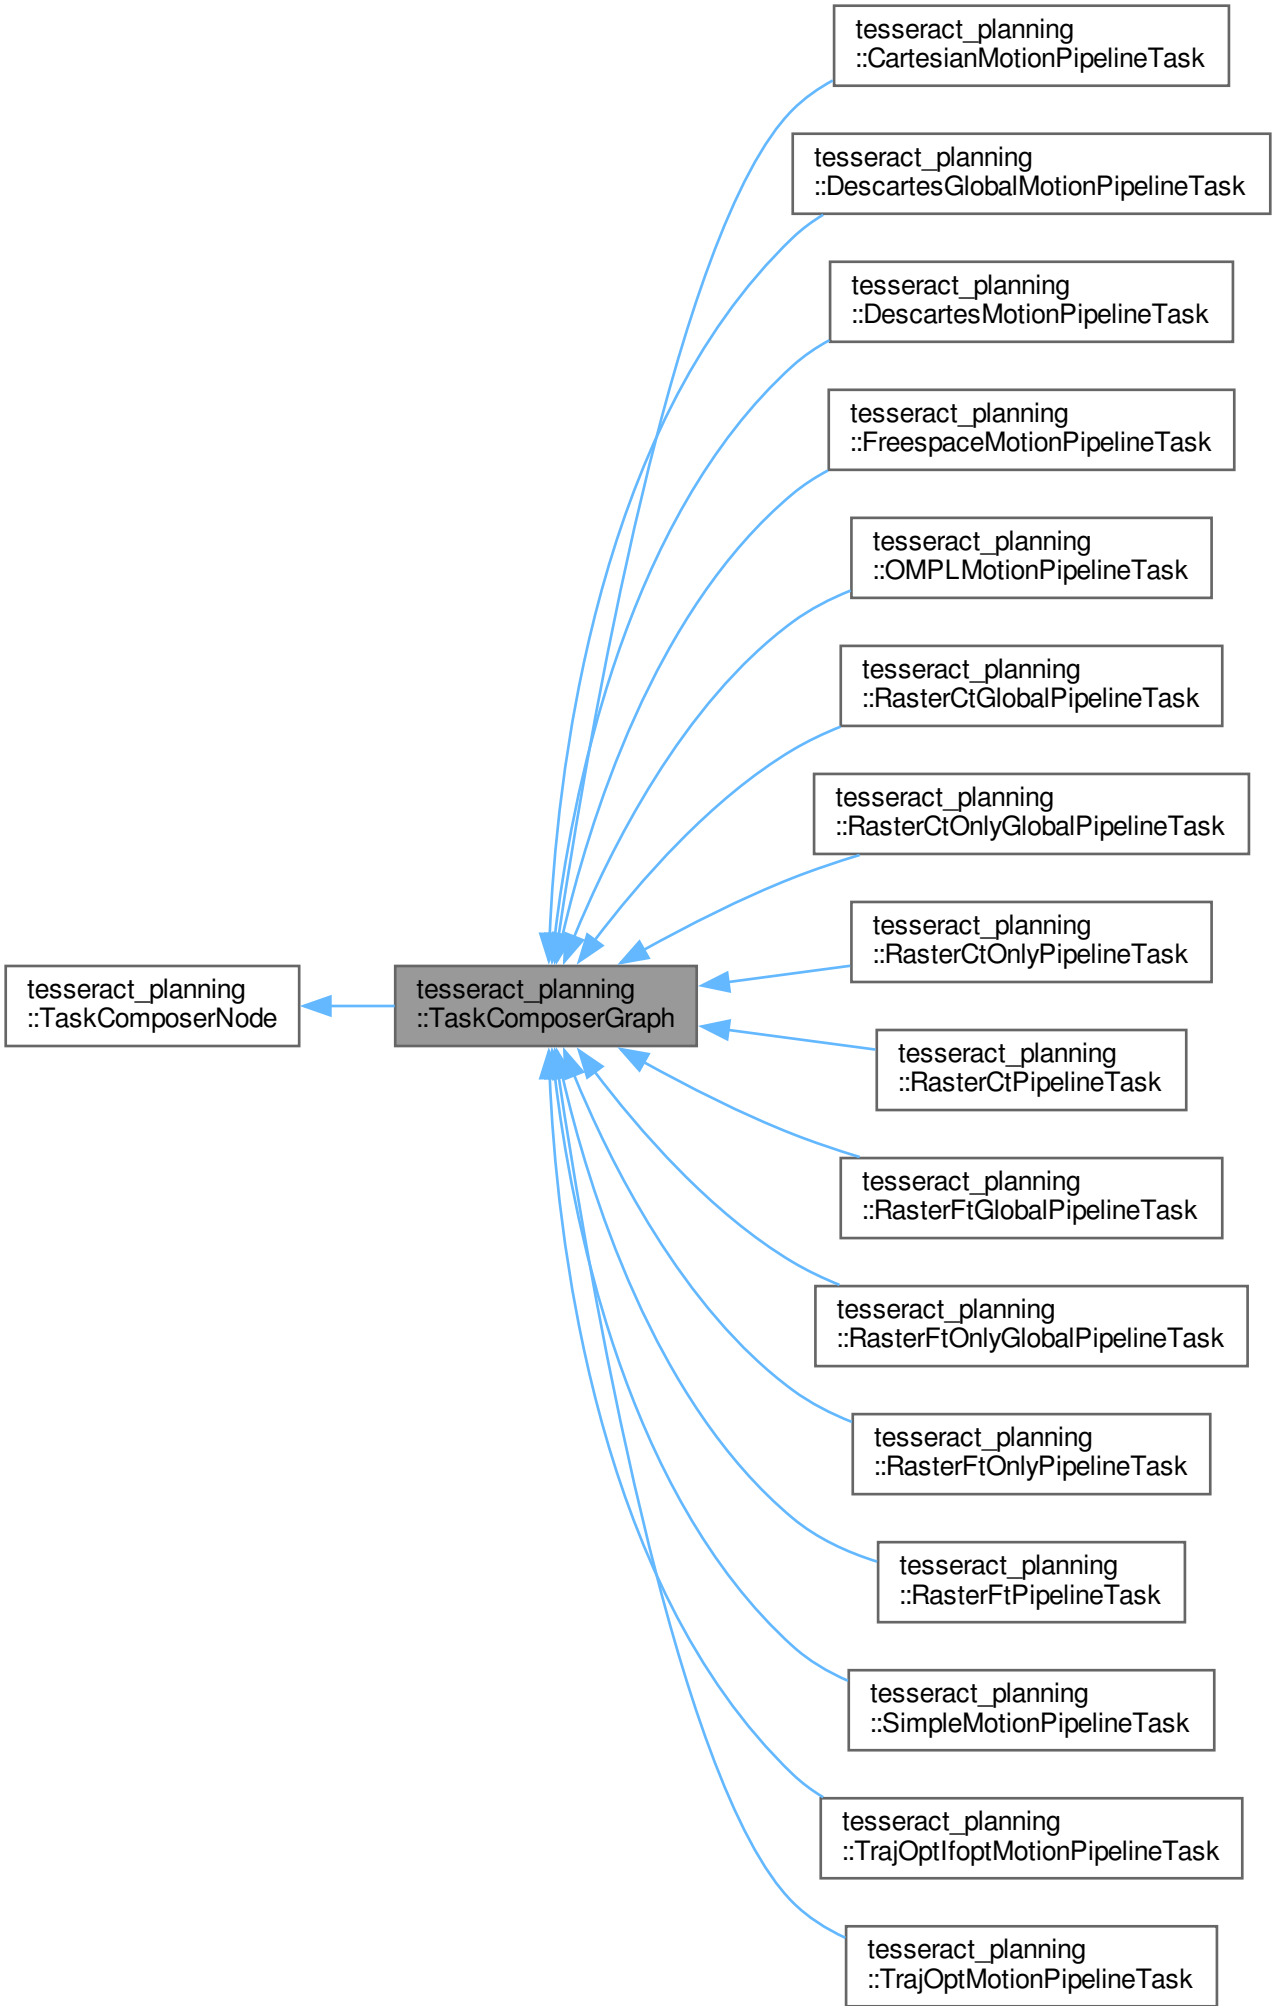 tesseract_planning
::CartesianMotionPipelineTask
tesseract_planning
::DescartesGlobalMotionPipelineTask
tesseract_planning
::DescartesMotionPipelineTask
tesseract_planning
::FreespaceMotionPipelineTask
tesseract_planning
::OMPLMotionPipelineTask
tesseract_planning
::RasterCtGlobalPipelineTask
tesseract_planning
::RasterCtOnlyGlobalPipelineTask
tesseract_planning
::RasterCtOnlyPipelineTask
tesseract_planning
::TaskComposerNode
tesseract_planning
::TaskComposerGraph
tesseract_planning
::RasterCtPipelineTask
tesseract_planning
::RasterFtGlobalPipelineTask
tesseract_planning
::RasterFtOnlyGlobalPipelineTask
tesseract_planning
::RasterFtOnlyPipelineTask
tesseract_planning
::RasterFtPipelineTask
tesseract_planning
::SimpleMotionPipelineTask
tesseract_planning
::TrajOptIfoptMotionPipelineTask
tesseract_planning
::TrajOptMotionPipelineTask